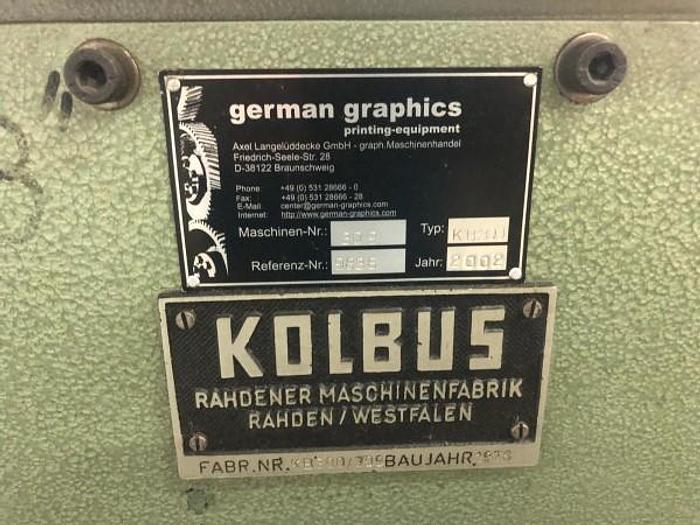 german graphics
printing-equipment
Axel Langelüddecke GmbH - graph.Maschinenhandel
Friedrich-Seele-Str. 28
D-38122 Braunschweig
Phone: +49 (0) 531 28666 - 0
Fax: +49 (0) 531 28666 - 28
E-Mail center@german-graphics.com
Internet: http://www.german-graphics.com
Maschinen-Nr.: Typ:
Referenz-Nr.: Jahr: 2002
KOLBUS
RAHDENER MASCHINENFABRIK
RAHDEN/WESTFALEN
FABR.NR. BAUJAHR.